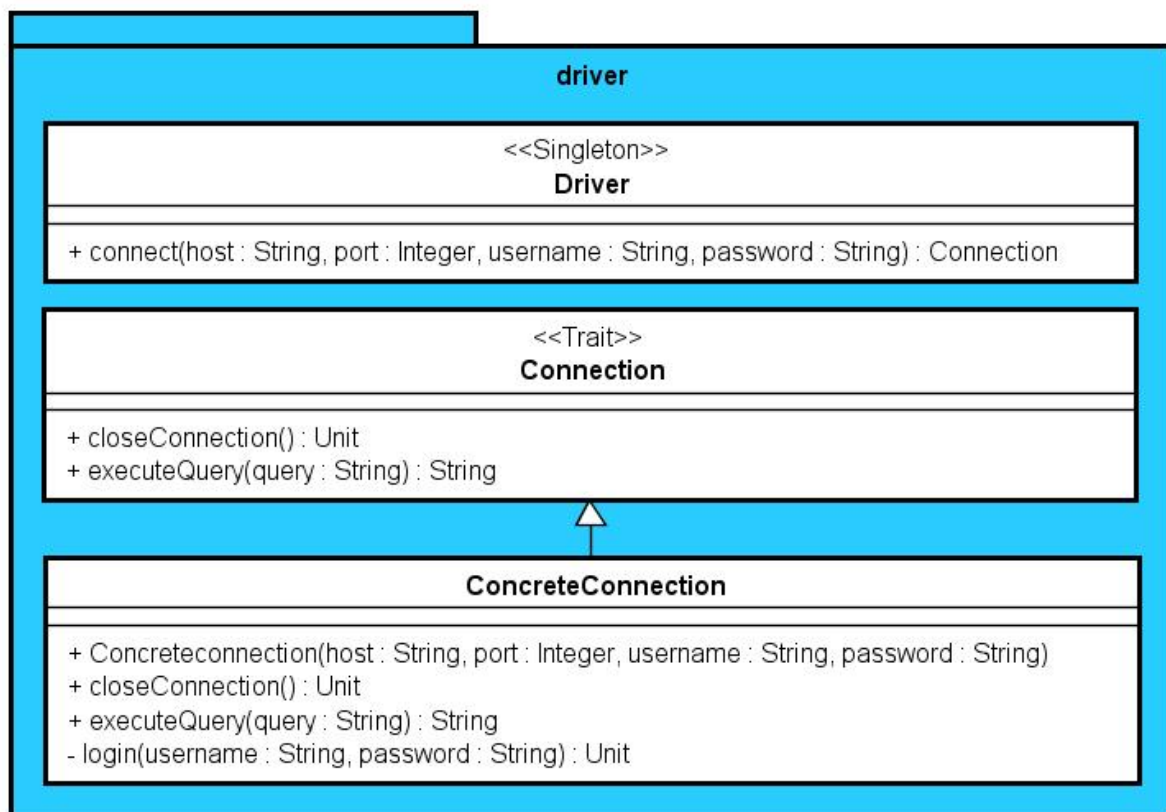 driver
<<Singleton>>
Driver
+ connect(host : String, port : Integer, username : String, password : String) : Connection
<<Trait>>
Connection
+ closeConnection() : Unit
+ executeQuery(query : String) : String
ConcreteConnection
+ Concreteconnection(host : String, port : Integer, username : String, password : String)
+ closeConnection() : Unit
+ executeQuery(query : String) : String
- login(username : String, password : String) : Unit